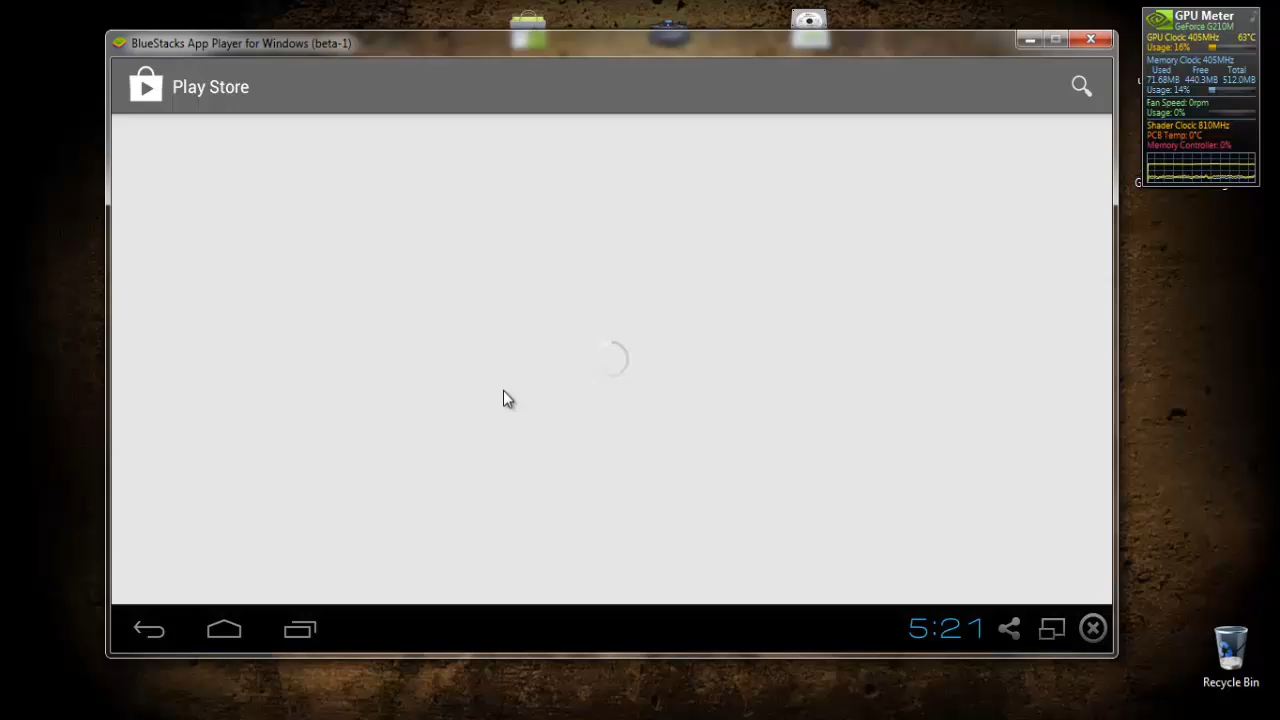 BlueStacks App Player for Windows (beta-1)
Play Store
5:21
GPU Meter
GeForce G210M
GPU Clock: 405MHz 63°C
Usage: 16%
Memory Clock: 405MHz
Used Free Total
71.68MB 440.3MB 512.0MB
Usage: 14%
Fan Speed: 0rpm
Usage: 0%
Shader Clock: 810MHz
PCB Temp: 0°C
Memory Controller: 0%
Recycle Bin